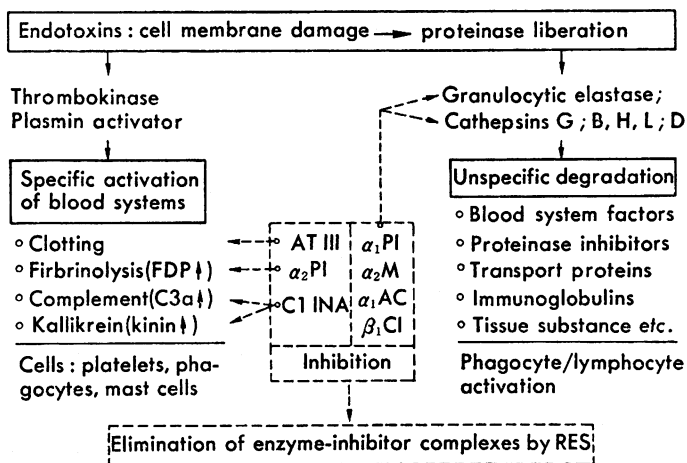 Endotoxins : cell membrane damage → proteinase liberation
Thrombokinase
Plasmin activator
Granulocytic elastase;
Cathepsins G ; B, H, L ; D
Specific activation
of blood systems
Unspecific degradation
∘ Clotting
∘ Firbrinolysis(FDP↑)
∘ Complement(C3a↑)
∘ Kallikrein(kinin↑)
Cells : platelets, pha-
gocytes, mast cells
AT III
α₂PI
C1 INA
α₁PI
α₂M
α₁AC
β₁CI
Inhibition
∘ Blood system factors
∘ Proteinase inhibitors
∘ Transport proteins
∘ Immunoglobulins
∘ Tissue substance etc.
Phagocyte/lymphocyte
activation
Elimination of enzyme-inhibitor complexes by RES